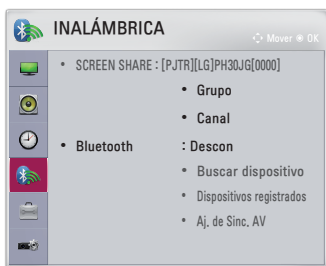 INALÁMBRICA
Mover OK
• SCREEN SHARE : [PJTR][LG]PH30JG[0000]
• Grupo
• Canal
• Bluetooth : Descon
• Buscar dispositivo
• Dispositivos registrados
• Aj. de Sinc. AV